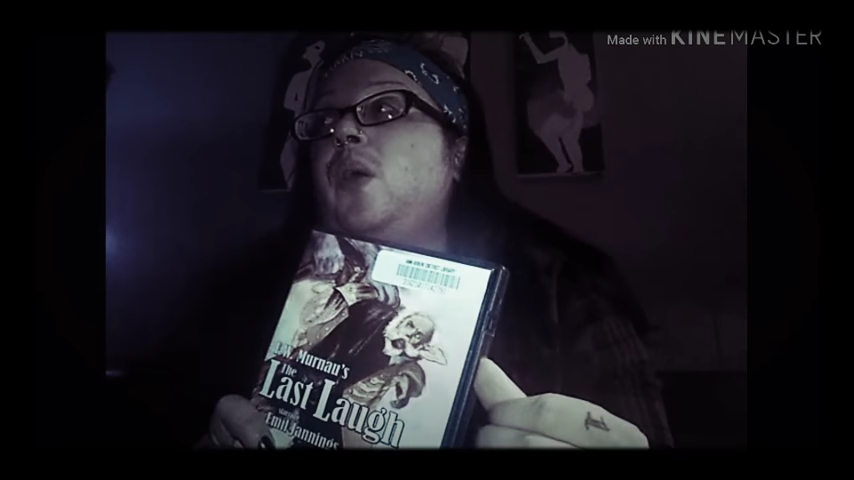 Made with KINEMASTER
F.W. Murnau's
The
Last Laugh
Emil Jannings